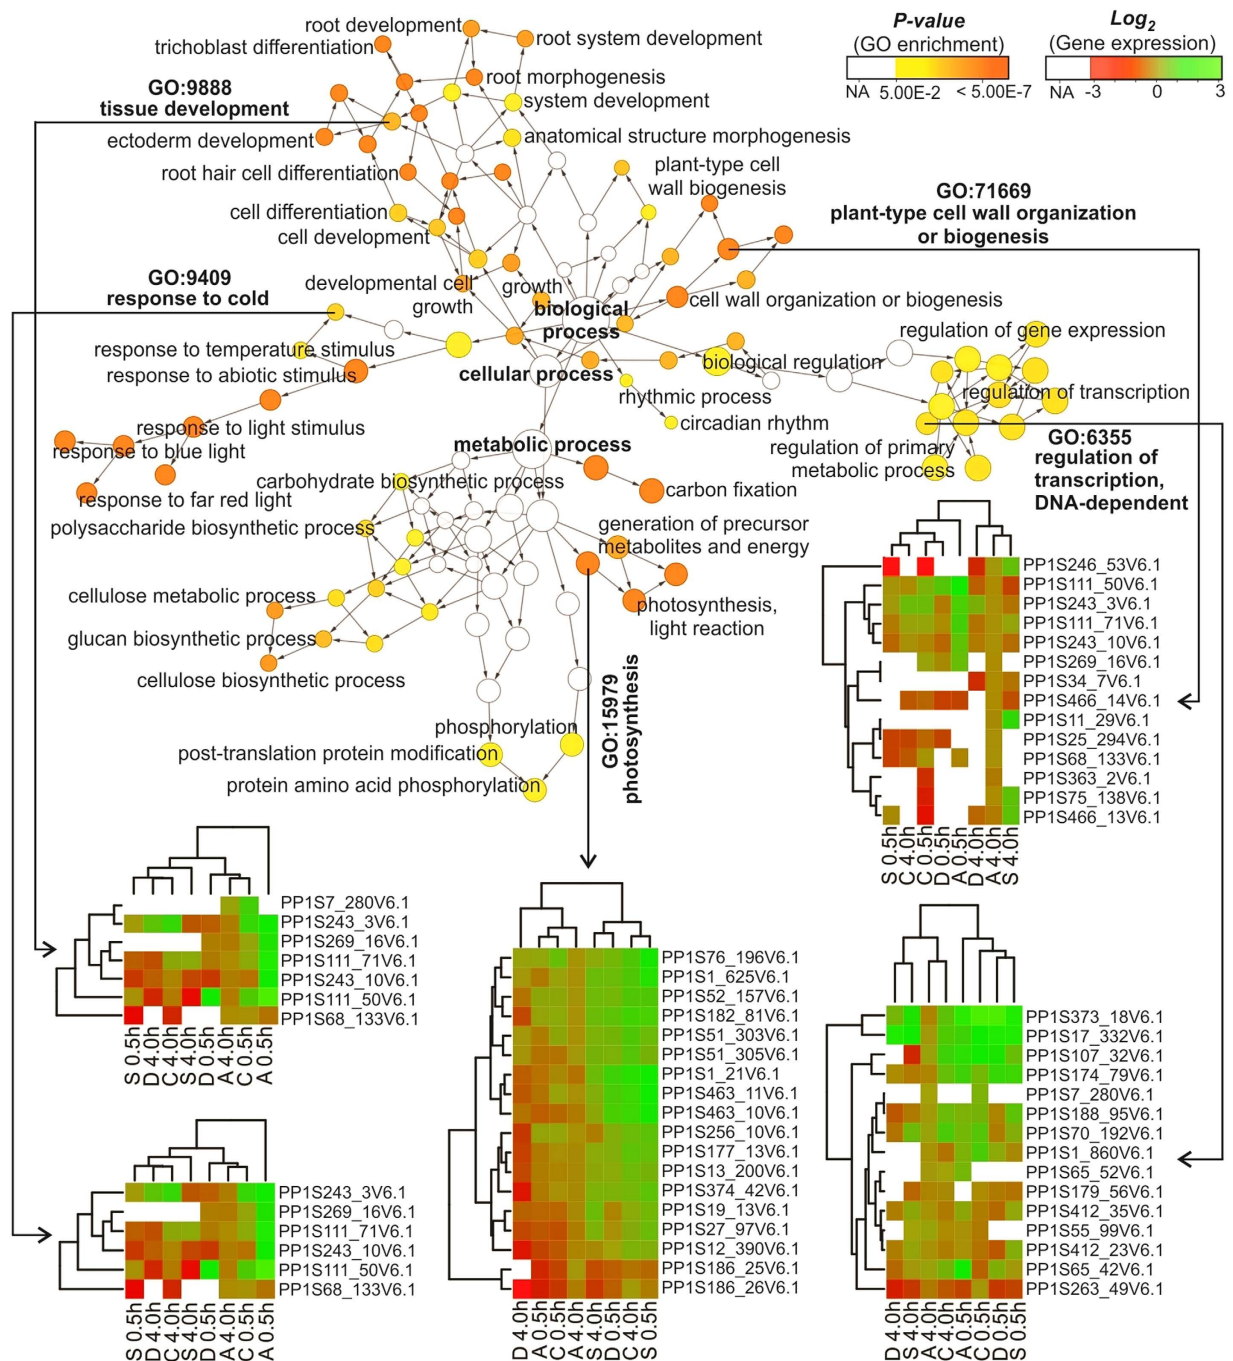 root development
root system development
trichoblast differentiation
P-value
(GO enrichment)
NA 5.00E-2 < 5.00E-7
Log2
(Gene expression)
NA -3 0 3
root morphogenesis
GO:9888
tissue development
system development
ectoderm development
anatomical structure morphogenesis
root hair cell differentiation
plant-type cell
wall biogenesis
GO:71669
plant-type cell wall organization
or biogenesis
cell differentiation
cell development
GO:9409
response to cold
developmental cell
growth
growth
biological
process
cell wall organization or biogenesis
regulation of gene expression
response to temperature stimulus
response to abiotic stimulus
cellular process
biological regulation
rhythmic process
regulation of transcription
circadian rhythm
response to light stimulus
response to blue light
metabolic process
regulation of primary
metabolic process
GO:6355
regulation of
transcription,
DNA-dependent
carbohydrate biosynthetic process
carbon fixation
response to far red light
polysaccharide biosynthetic process
generation of precursor
metabolites and energy
cellulose metabolic process
photosynthesis,
light reaction
glucan biosynthetic process
cellulose biosynthetic process
GO:15979
photosynthesis
phosphorylation
post-translation protein modification
protein amino acid phosphorylation
PP1S246_53V6.1
PP1S111_50V6.1
PP1S243_3V6.1
PP1S111_71V6.1
PP1S243_10V6.1
PP1S269_16V6.1
PP1S34_7V6.1
PP1S466_14V6.1
PP1S11_29V6.1
PP1S25_294V6.1
PP1S68_133V6.1
PP1S363_2V6.1
PP1S75_138V6.1
PP1S466_13V6.1
S 0.5h
C 4.0h
C 0.5h
D 0.5h
A 0.5h
D 4.0h
A 4.0h
S 4.0h
PP1S7_280V6.1
PP1S243_3V6.1
PP1S269_16V6.1
PP1S111_71V6.1
PP1S243_10V6.1
PP1S111_50V6.1
PP1S68_133V6.1
S 0.5h
D 4.0h
C 4.0h
S 4.0h
D 0.5h
A 4.0h
C 0.5h
A 0.5h
PP1S243_3V6.1
PP1S269_16V6.1
PP1S111_71V6.1
PP1S243_10V6.1
PP1S111_50V6.1
PP1S68_133V6.1
S 0.5h
D 4.0h
C 4.0h
S 4.0h
D 0.5h
A 4.0h
C 0.5h
A 0.5h
PP1S76_196V6.1
PP1S1_625V6.1
PP1S52_157V6.1
PP1S182_81V6.1
PP1S51_303V6.1
PP1S51_305V6.1
PP1S1_21V6.1
PP1S463_11V6.1
PP1S463_10V6.1
PP1S256_10V6.1
PP1S177_13V6.1
PP1S13_200V6.1
PP1S374_42V6.1
PP1S19_13V6.1
PP1S27_97V6.1
PP1S12_390V6.1
PP1S186_25V6.1
PP1S186_26V6.1
D 4.0h
A 0.5h
C 0.5h
A 4.0h
S 4.0h
D 0.5h
C 4.0h
S 0.5h
PP1S373_18V6.1
PP1S17_332V6.1
PP1S107_32V6.1
PP1S174_79V6.1
PP1S7_280V6.1
PP1S188_95V6.1
PP1S70_192V6.1
PP1S1_860V6.1
PP1S65_52V6.1
PP1S179_56V6.1
PP1S412_35V6.1
PP1S55_99V6.1
PP1S412_23V6.1
PP1S65_42V6.1
PP1S263_49V6.1
D 4.0h
S 4.0h
A 4.0h
C 4.0h
A 0.5h
C 0.5h
D 0.5h
S 0.5h